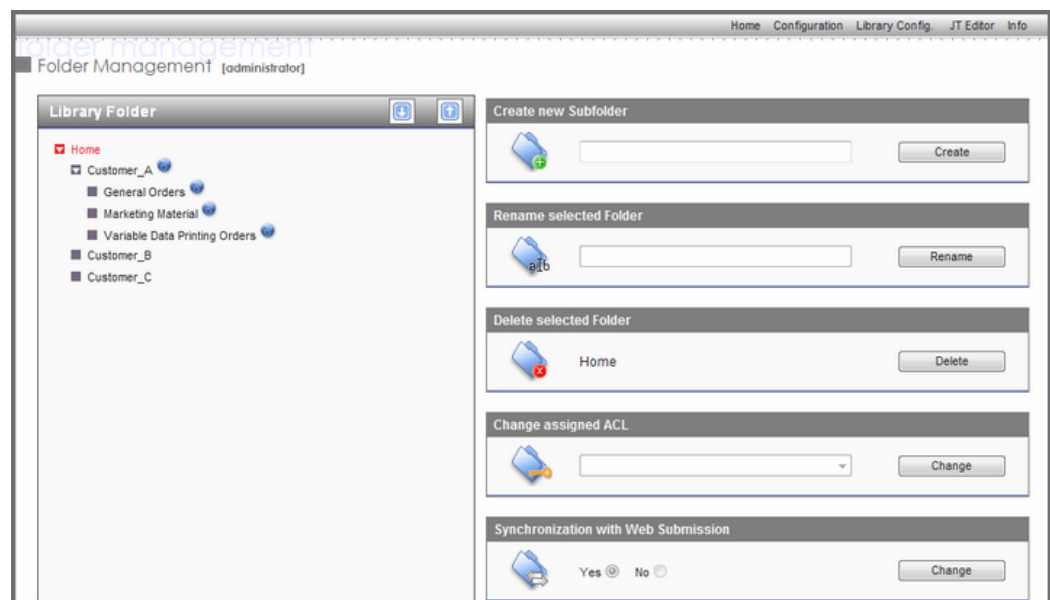 Home Configuration Library Config. JT Editor Info
folder management
Folder Management [administrator]
Library Folder
Home
Customer_A
General Orders
Marketing Material
Variable Data Printing Orders
Customer_B
Customer_C
Create new Subfolder
Create
Rename selected Folder
aIb
Rename
Delete selected Folder
Home
Delete
Change assigned ACL
Change
Synchronization with Web Submission
Yes No
Change